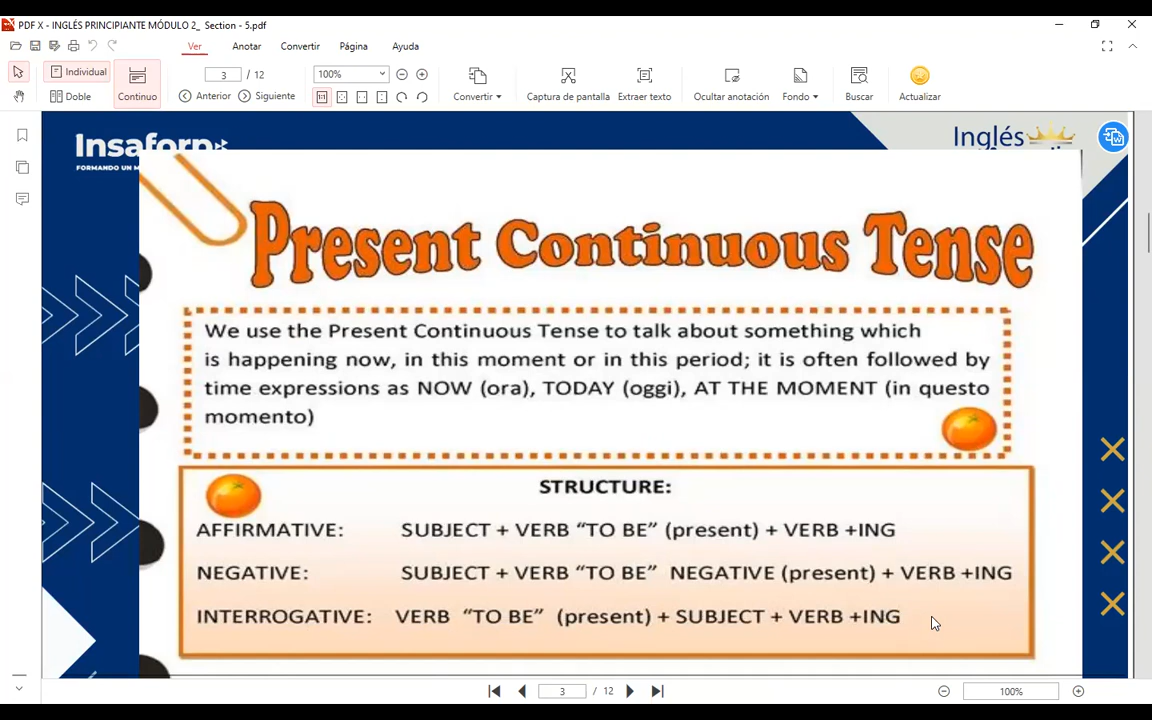 PDF X - INGLÉS PRINCIPIANTE MÓDULO 2_ Section - 5.pdf
Ver Anotar Convertir Página Ayuda
Individual
Doble
Continuo
3 / 12
Anterior Siguiente
100%
Convertir
Captura de pantalla
Extraer texto
Ocultar anotación
Fondo
Buscar
Actualizar
Insaforp
FORMANDO UN M
Inglés
Present Continuous Tense
We use the Present Continuous Tense to talk about something which
is happening now, in this moment or in this period; it is often followed by
time expressions as NOW (ora), TODAY (oggi), AT THE MOMENT (in questo
momento)
STRUCTURE:
AFFIRMATIVE: SUBJECT + VERB “TO BE” (present) + VERB +ING
NEGATIVE: SUBJECT + VERB “TO BE” NEGATIVE (present) + VERB +ING
INTERROGATIVE: VERB “TO BE” (present) + SUBJECT + VERB +ING
3 / 12
100%